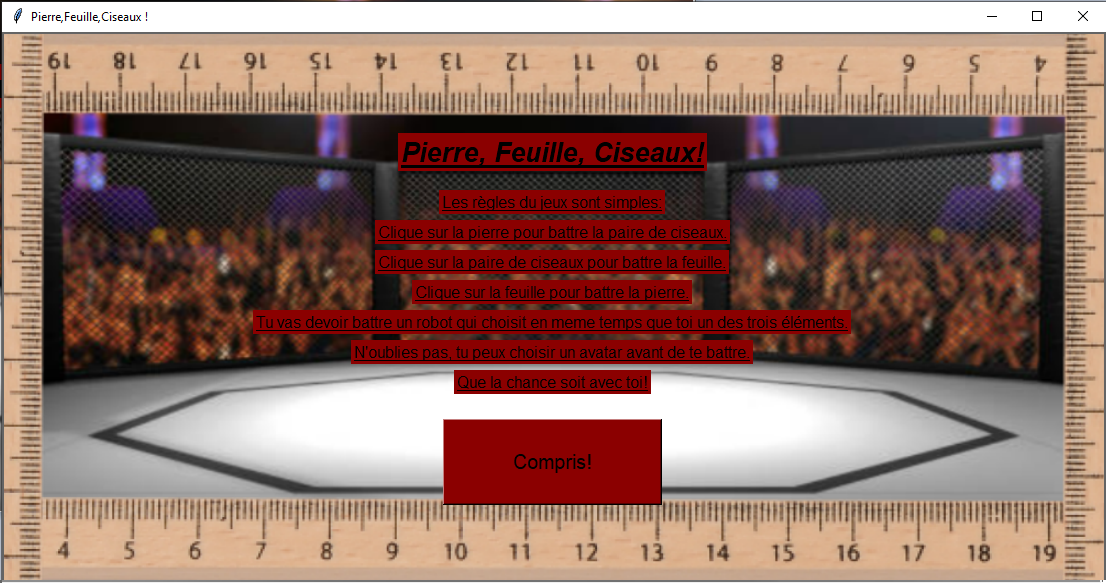 Pierre,Feuille,Ciseaux !
19 18 17 16 15 14 13 12 11 10 9 8 7 6 5 4
Pierre, Feuille, Ciseaux!
Les règles du jeux sont simples.
Clique sur la pierre pour battre la paire de ciseaux.
Clique sur la paire de ciseaux pour battre la feuille.
Clique sur la feuille pour battre la pierre.
Tu vas devoir battre un robot qui choisit en meme temps que toi un des trois éléments.
N'oublies pas, tu peux choisir un avatar avant de te battre.
Que la chance soit avec toi!
Compris!
4 5 6 7 8 9 10 11 12 13 14 15 16 17 18 19